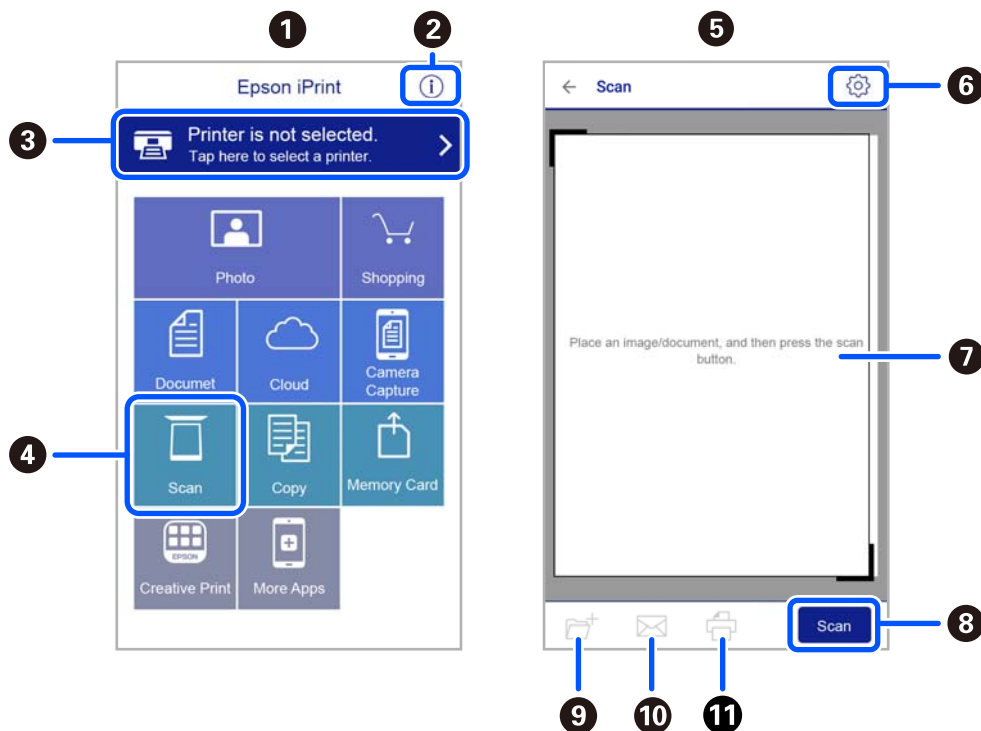 1
2
5
Epson iPrint
Scan
6
3
Printer is not selected.
Tap here to select a printer.
Photo
Shopping
Place an image/document, and then press the scan
button.
7
Documet
Cloud
Camera
Capture
4
Scan
Copy
Memory Card
EPSON
Creative Print
More Apps
Scan
8
9
10
11